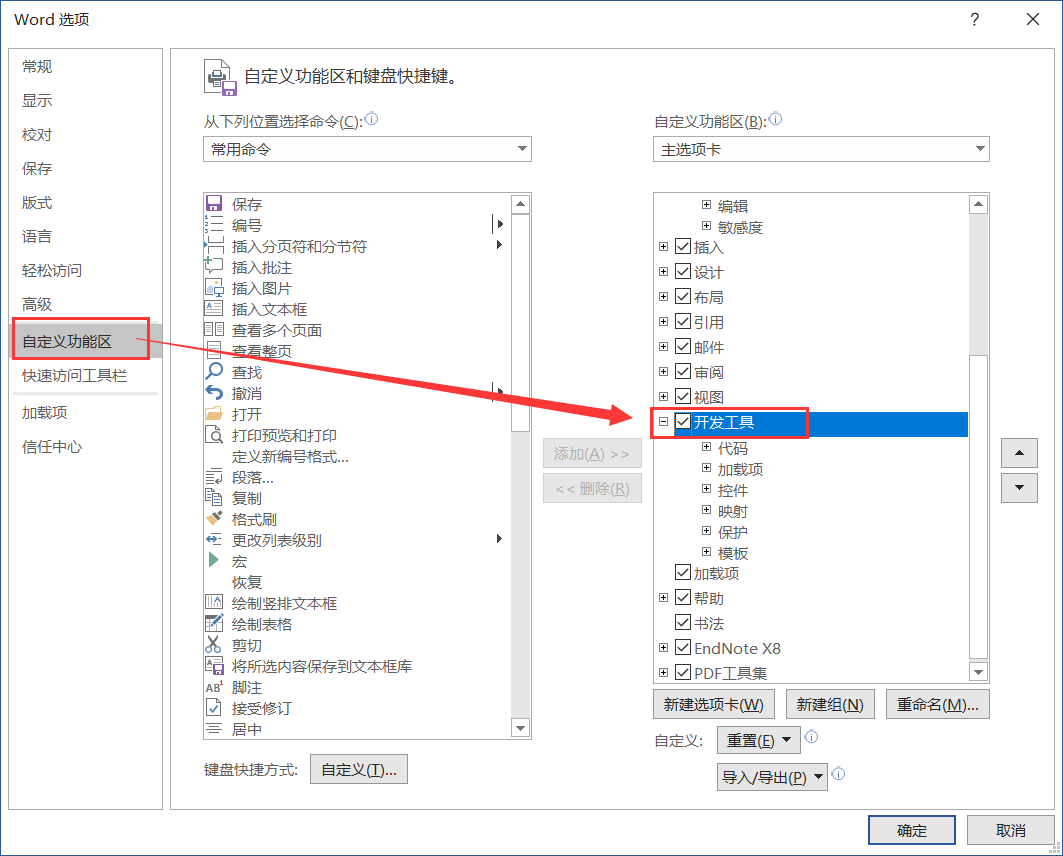 Word 选项
?
常规
显示
校对
保存
版式
语言
轻松访问
高级
自定义功能区
快速访问工具栏
加载项
信任中心
自定义功能区和键盘快捷键。
从下列位置选择命令(C):
常用命令
保存
编号
插入分页符和分节符
插入批注
插入图片
插入文本框
查看多个页面
查看整页
查找
撤消
打开
打印预览和打印
定义新编号格式...
段落...
复制
格式刷
更改列表级别
宏
恢复
绘制竖排文本框
绘制表格
剪切
将所选内容保存到文本框库
脚注
接受修订
居中
键盘快捷方式: 自定义(T)...
添加(A) >>
<< 删除(R)
自定义功能区(B):
主选项卡
编辑
敏感度
插入
设计
布局
引用
邮件
审阅
视图
开发工具
代码
加载项
控件
映射
保护
模板
加载项
帮助
书法
EndNote X8
PDF工具集
新建选项卡(W) 新建组(N) 重命名(M)...
自定义: 重置(E)
导入/导出(P)
确定 取消